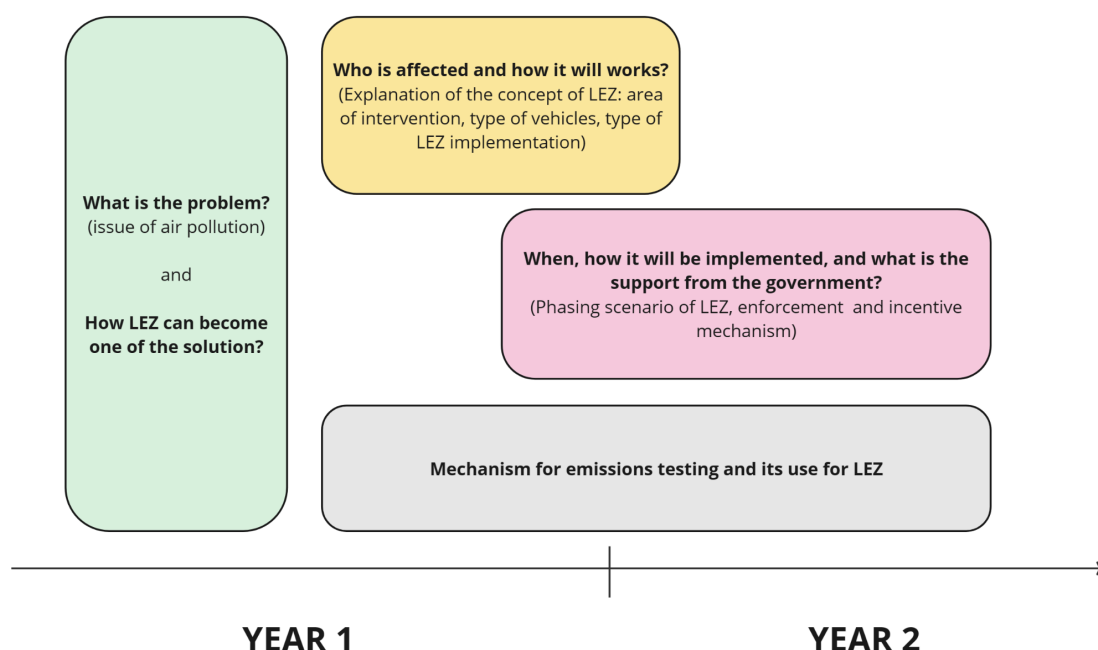 What is the problem?
(issue of air pollution)
and
How LEZ can become
one of the solution?
Who is affected and how it will works?
(Explanation of the concept of LEZ: area
of intervention, type of vehicles, type of
LEZ implementation)
When, how it will be implemented, and what is the
support from the government?
(Phasing scenario of LEZ, enforcement  and incentive
mechanism)
Mechanism for emissions testing and its use for LEZ
YEAR 1
YEAR 2